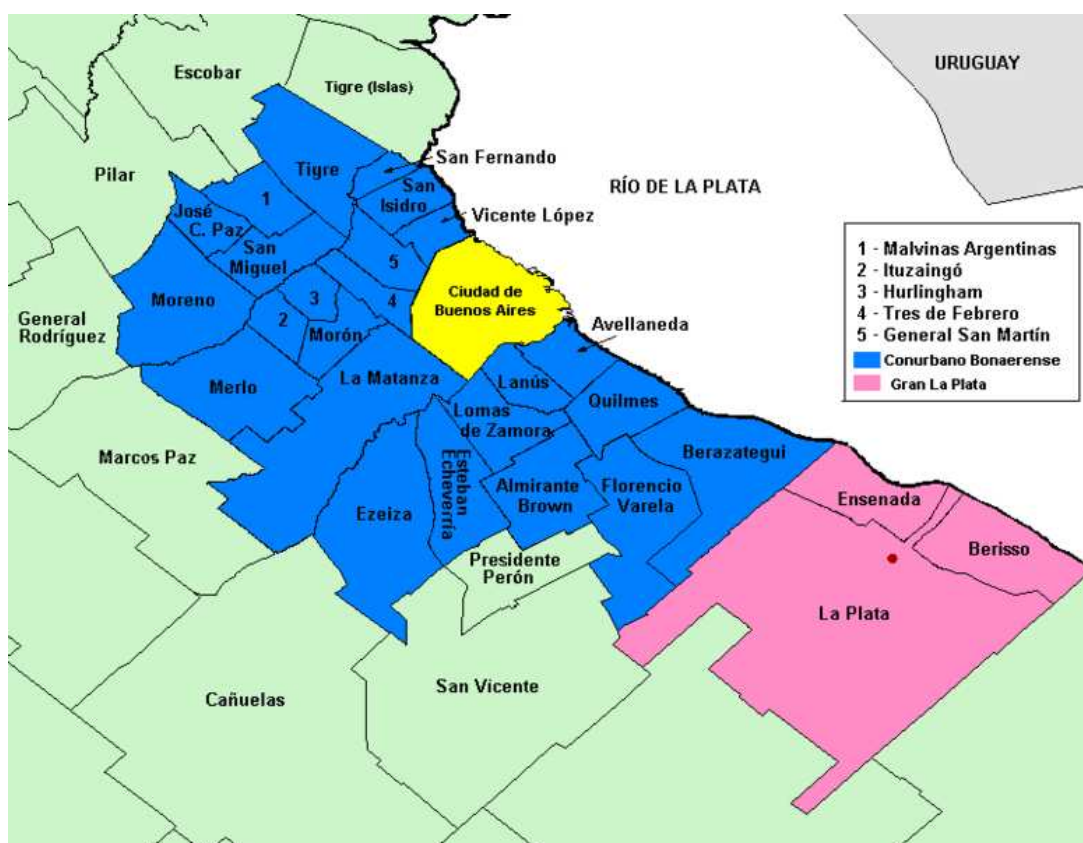 URUGUAY
Escobar
Tigre (Islas)
San Fernando
Pilar
Tigre
San
Isidro
RÍO DE LA PLATA
1
José
C. Paz
Vicente López
San
Miguel
5
1 - Malvinas Argentinas
2 - Ituzaingó
3 - Hurlingham
4 - Tres de Febrero
5 - General San Martín
Conurbano Bonaerense
Gran La Plata
Moreno
3
4
Ciudad de
Buenos Aires
General
Rodríguez
2
Morón
Avellaneda
Merlo
La Matanza
Lanús
Quilmes
Lomas
de Zamora
Marcos Paz
Esteban
Echeverría
Berazategui
Almirante
Brown
Florencio
Varela
Ezeiza
Ensenada
Presidente
Perón
Berisso
La Plata
Cañuelas
San Vicente